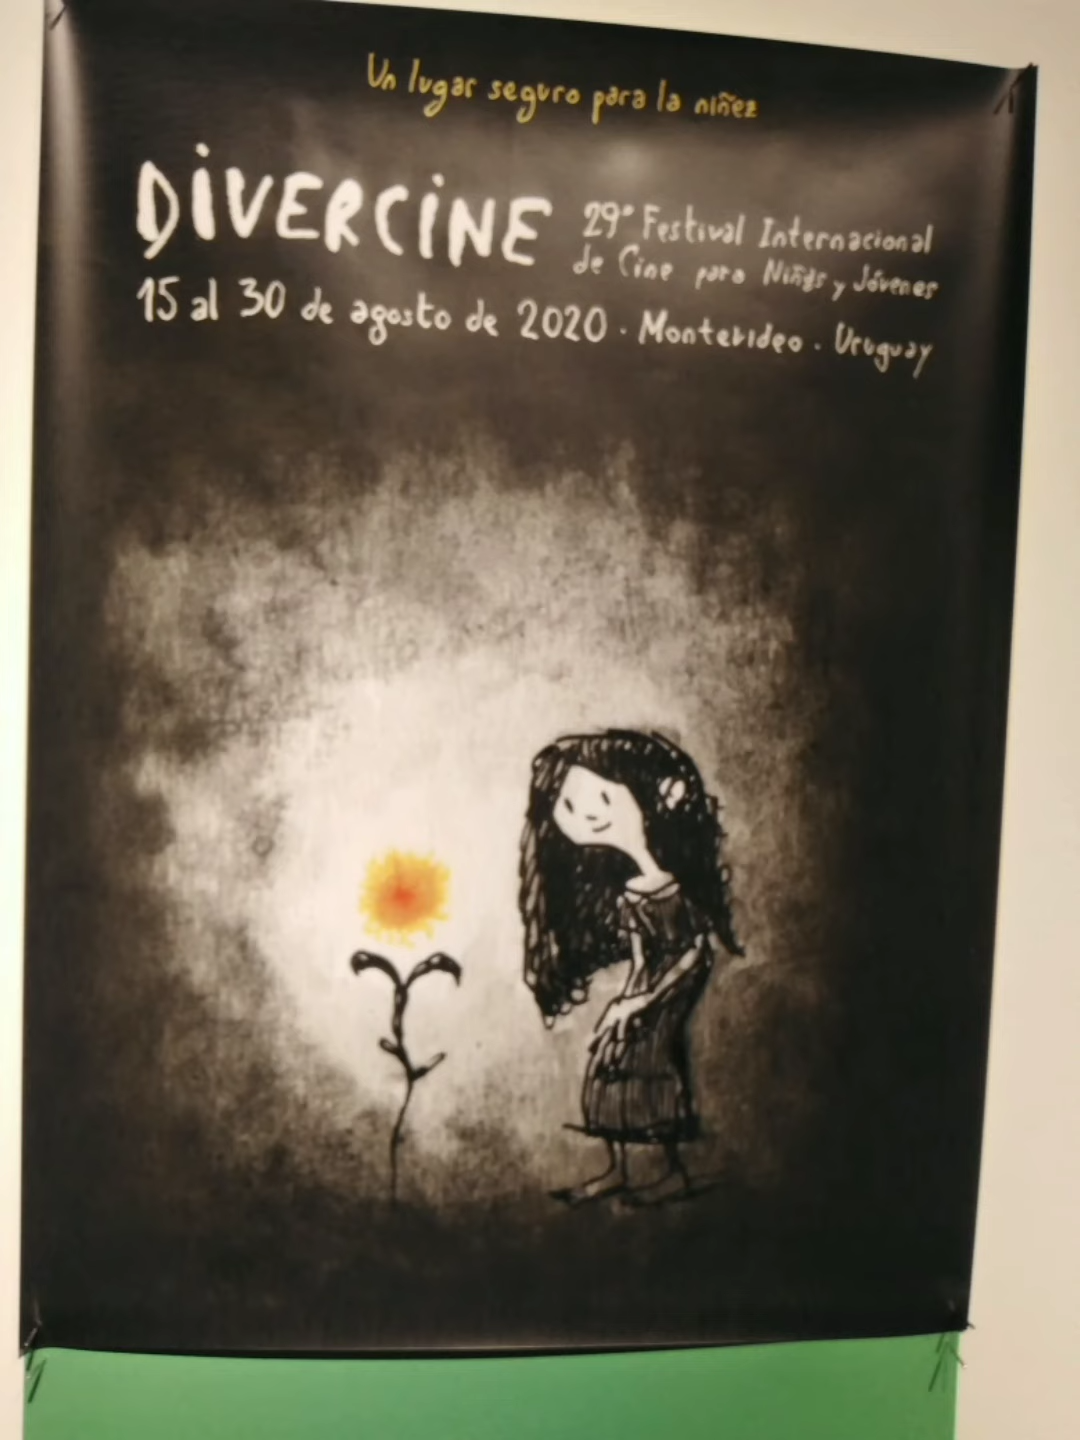 Un lugar seguro para la niñez
DiVERCiNE
29° Festival Internacional
de Cine para Niñ@s y Jóvenes
15 al 30 de agosto de 2020 · Montevideo · Uruguay